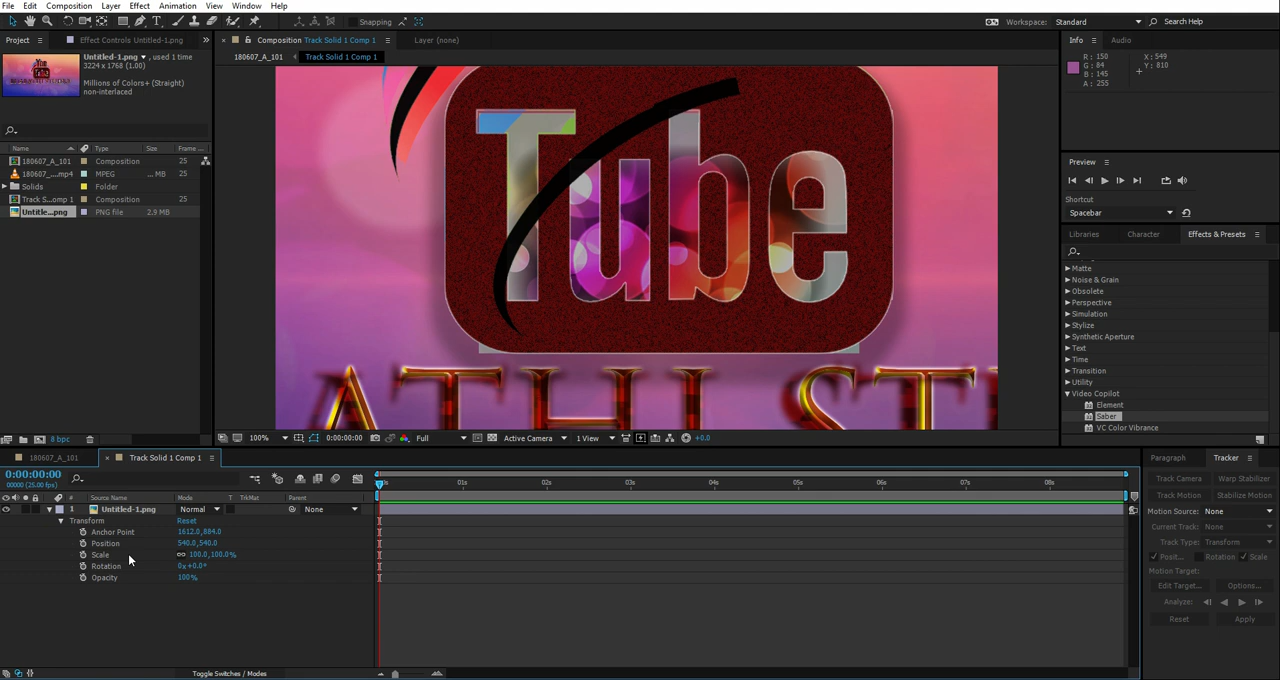 File Edit Composition Layer Effect Animation View Window Help
Snapping Workspace: Standard Search Help
Project Effect Controls Untitled-1.png
Untitled-1.png , used 1 time
3224 x 1768 (1.00)
Millions of Colors+ (Straight)
non-interlaced
Name Type Size Frame ...
180607_A_101 Composition 25
180607_....mp4 MPEG ... MB 25
Solids Folder
Track S...omp 1 Composition 25
Untitle...png PNG file 2.9 MB
8 bpc
Composition Track Solid 1 Comp 1 Layer (none)
180607_A_101 Track Solid 1 Comp 1
Tube
ATHI ST
100% 0:00:00:00 Full Active Camera 1 View +0.0
Info Audio
R : 150 X : 549
G : 84 Y : 810
B : 145
A : 255
Preview
Shortcut
Spacebar
Libraries Character Effects & Presets
Matte
Noise & Grain
Obsolete
Perspective
Simulation
Stylize
Synthetic Aperture
Text
Time
Transition
Utility
Video Copilot
Element
Saber
VC Color Vibrance
180607_A_101 Track Solid 1 Comp 1
0:00:00:00
00000 (25.00 fps)
01s 02s 03s 04s 05s 06s 07s 08s
# Source Name Mode T TrkMat Parent
1 Untitled-1.png Normal None
Transform Reset
Anchor Point 1612.0,884.0
Position 540.0,540.0
Scale 100.0,100.0%
Rotation 0x+0.0°
Opacity 100%
Toggle Switches / Modes
Paragraph Tracker
Track Camera Warp Stabilizer
Track Motion Stabilize Motion
Motion Source: None
Current Track: None
Track Type: Transform
Posit... Rotation Scale
Motion Target:
Edit Target... Options...
Analyze:
Reset Apply